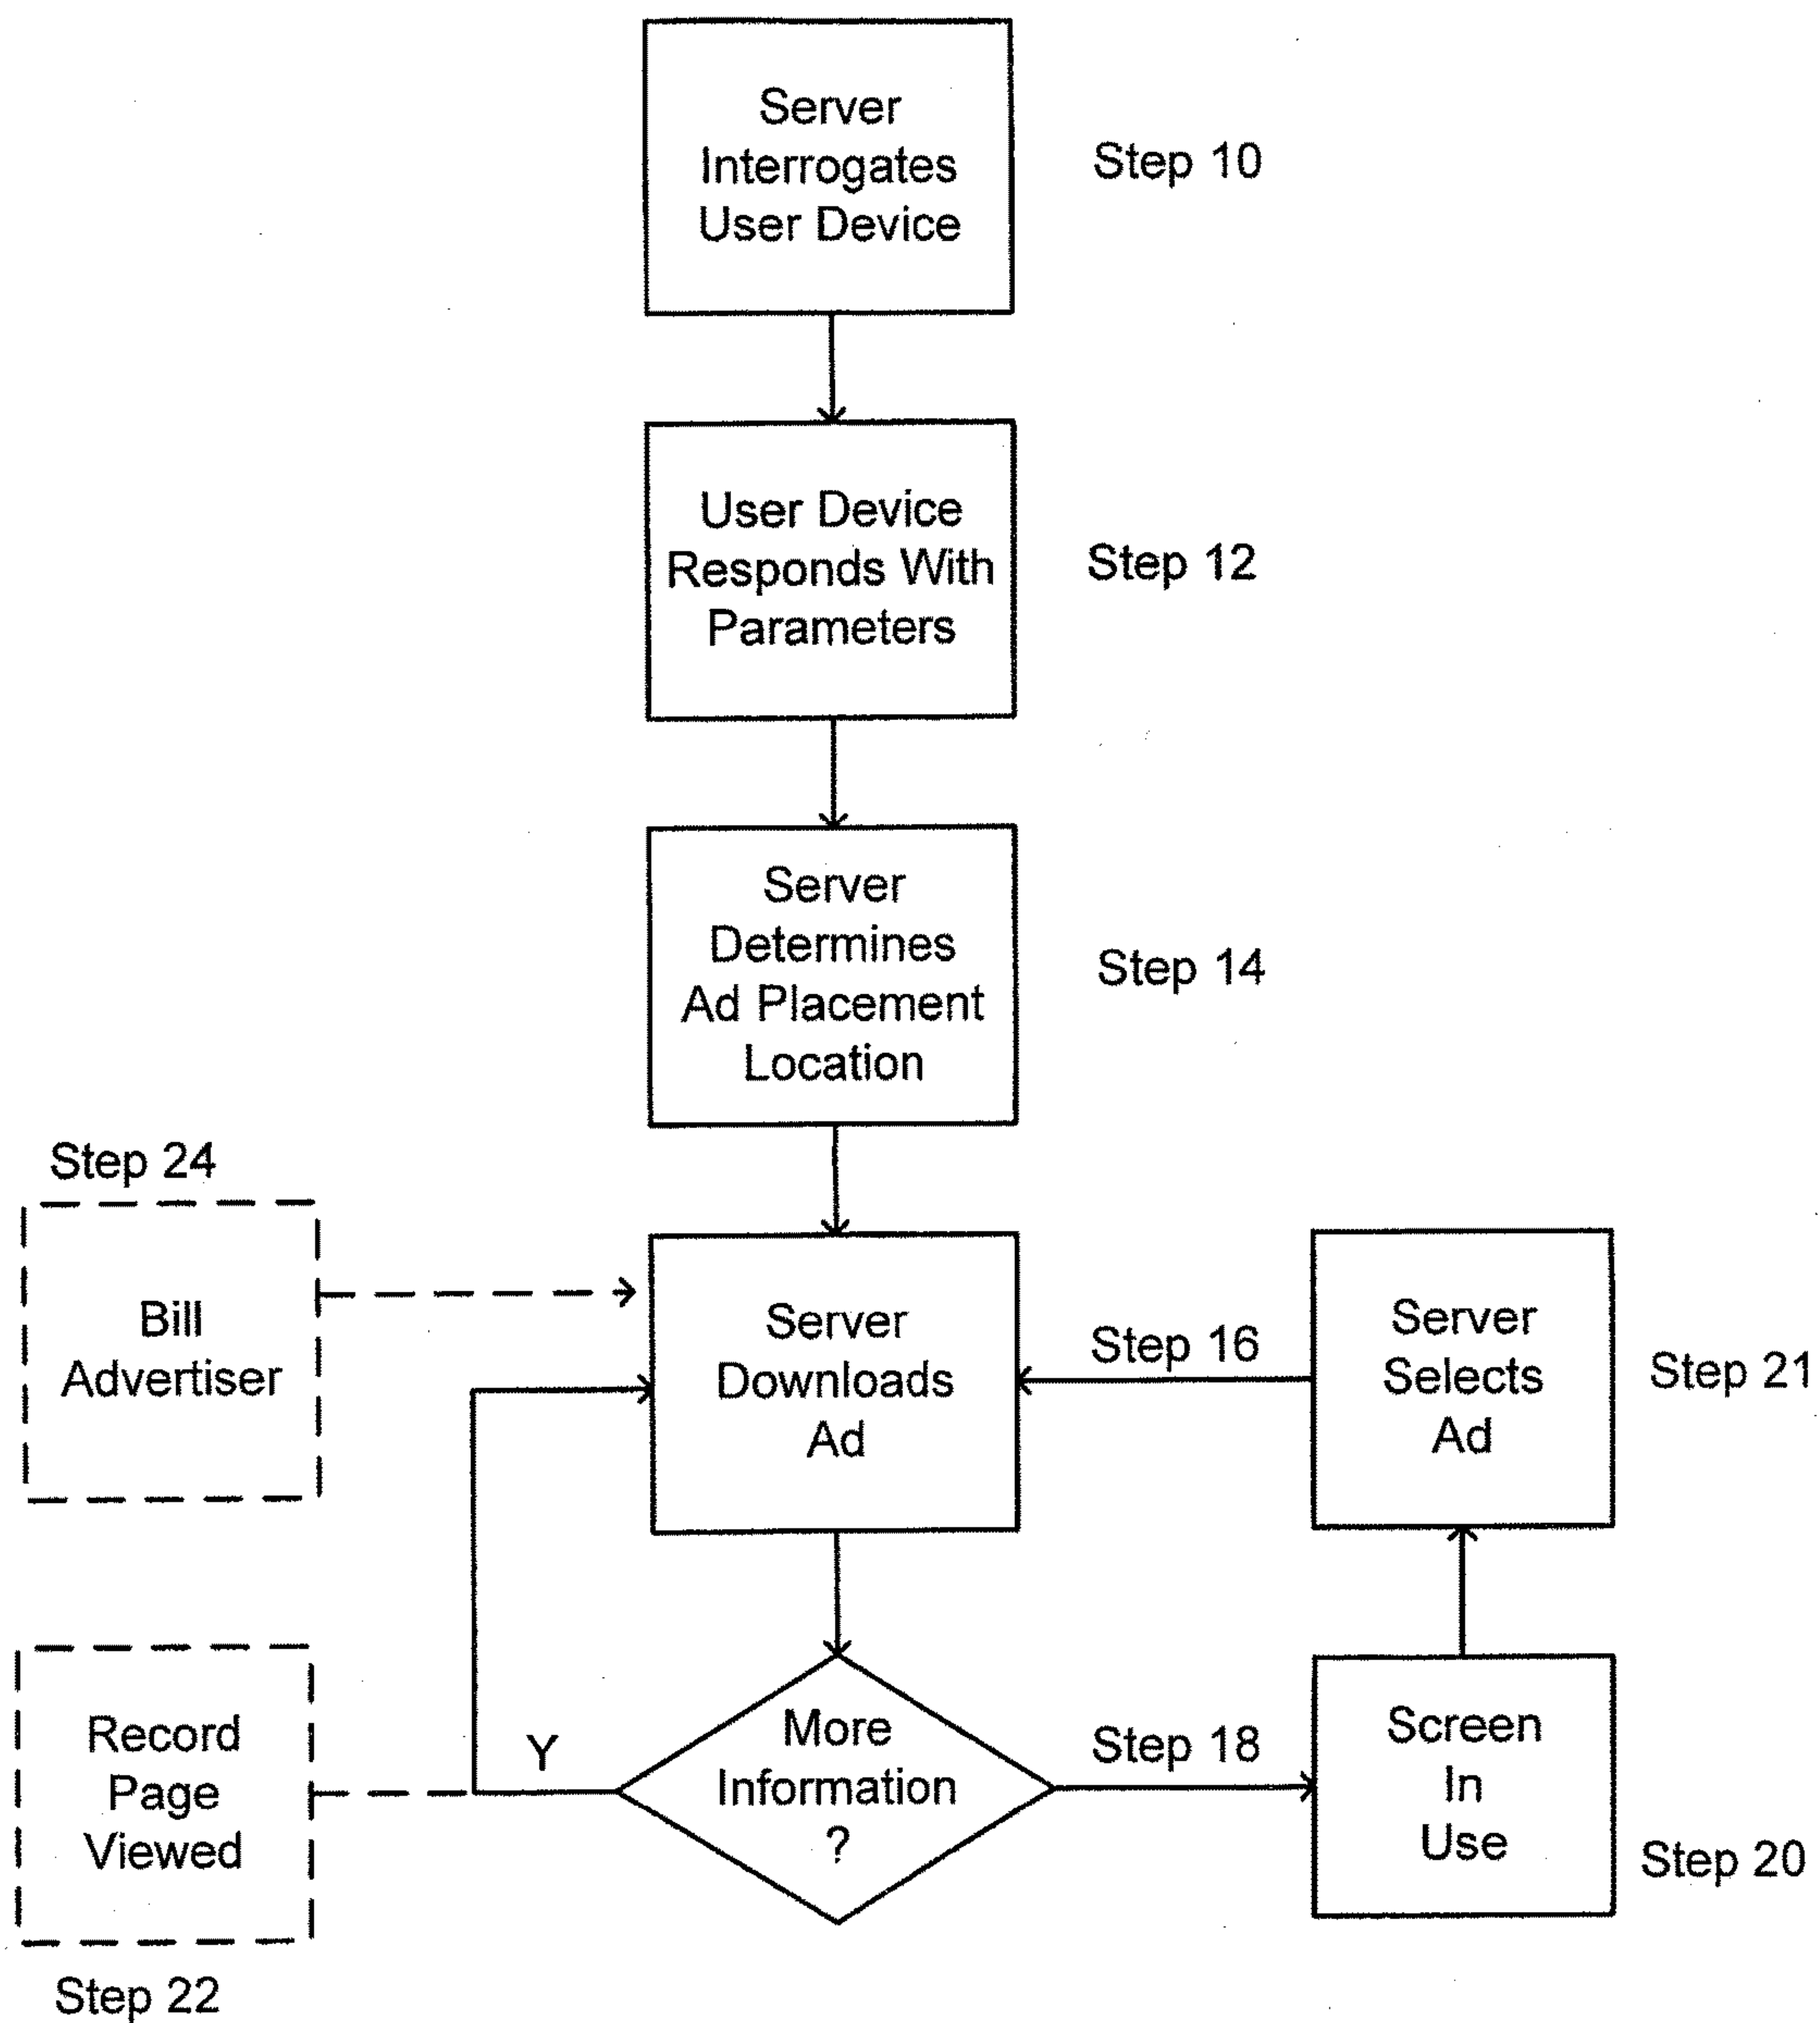 Server
Interrogates
User Device
Step 10
User Device
Responds With
Parameters
Step 12
Server
Determines
Ad Placement
Location
Step 14
Step 24
Bill
Advertiser
Server
Downloads
Ad
Step 16
Server
Selects
Ad
Step 21
Record
Page
Viewed
Step 22
Y
More
Information
?
Step 18
Screen
In
Use
Step 20